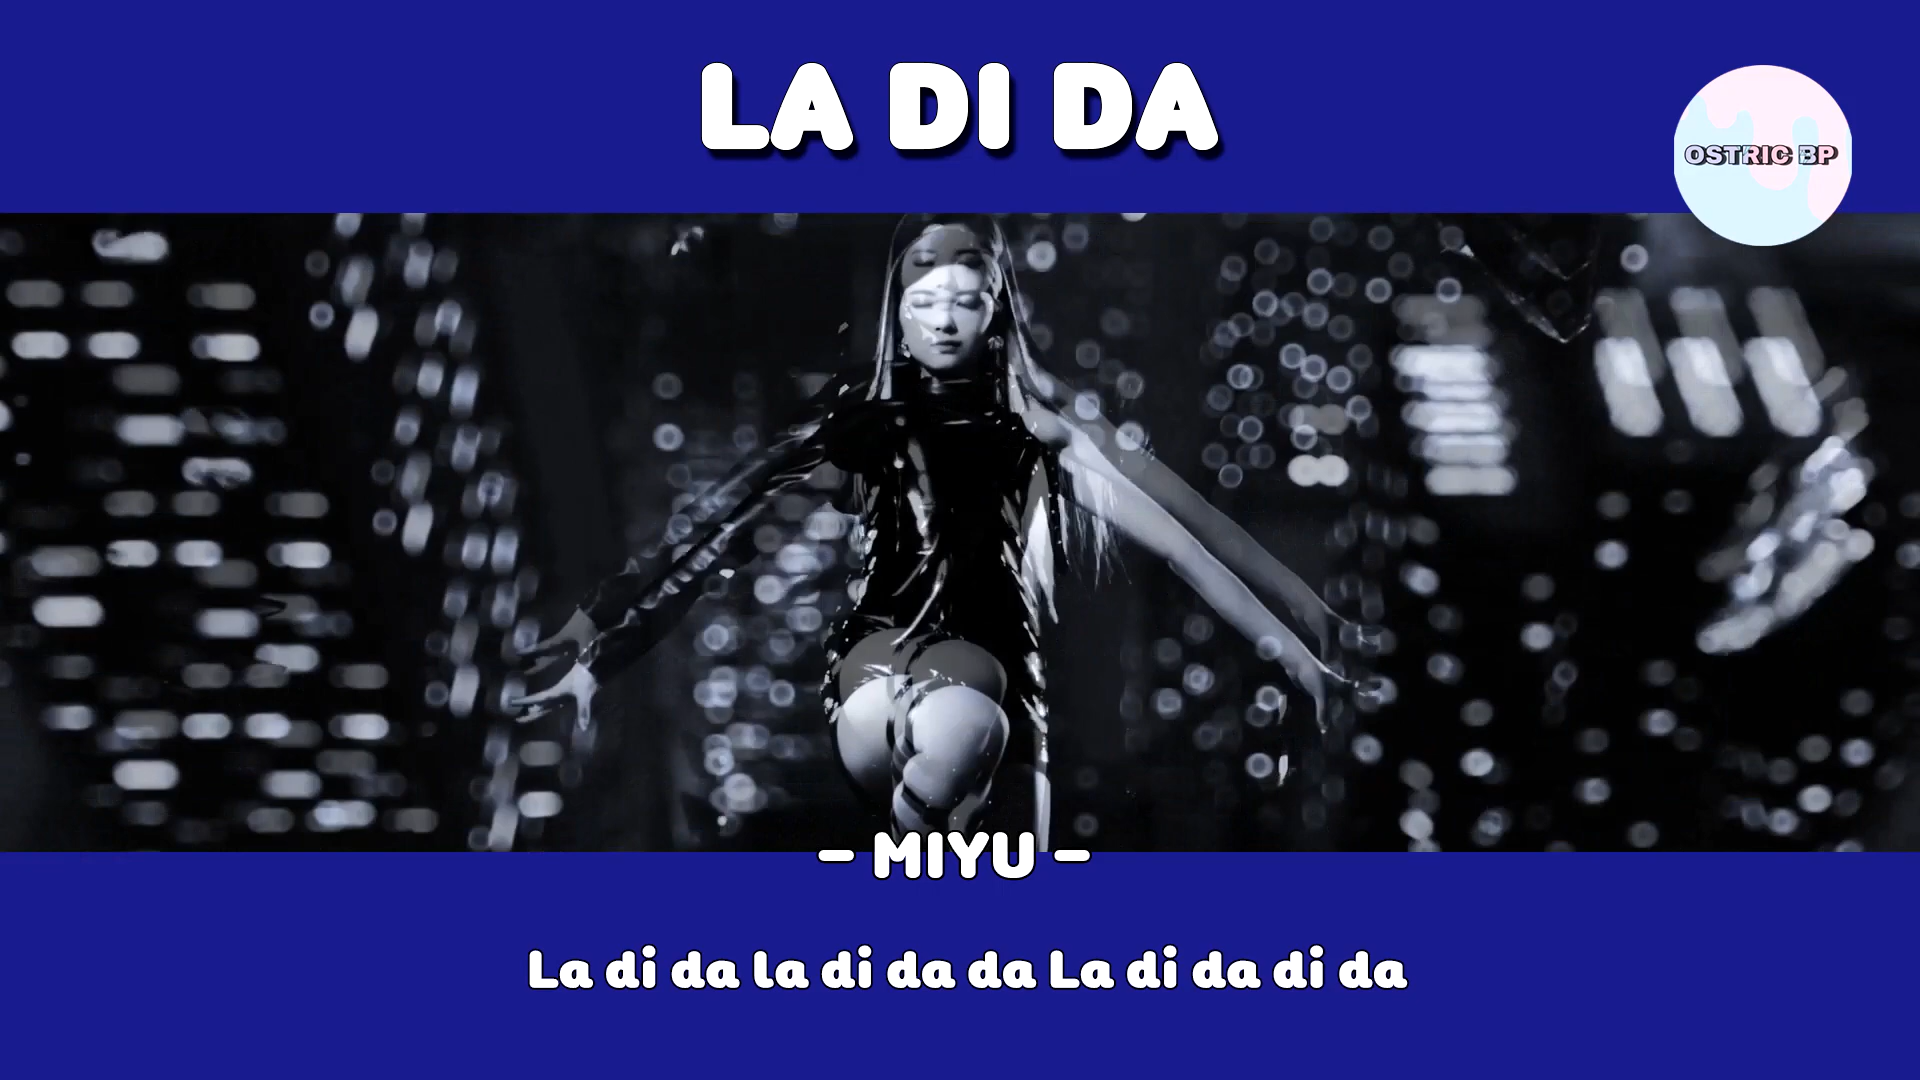 LA DI DA
OSTRIC BP
– MIYU –
La di da la di da da La di da di da